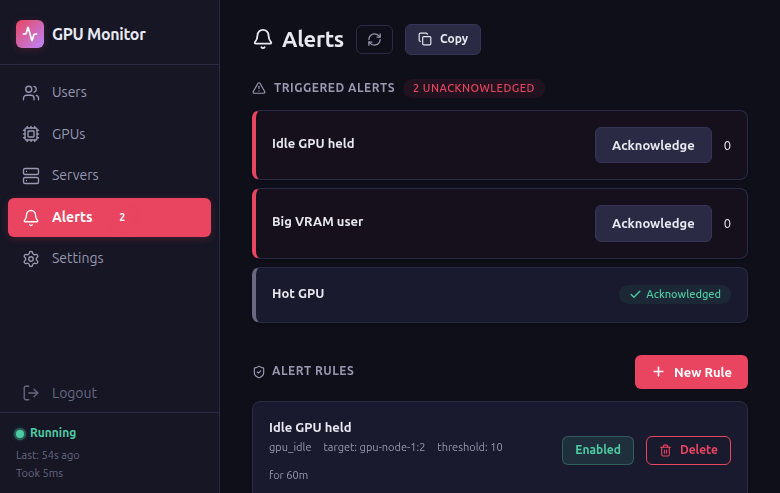 GPU Monitor
Users
GPUs
Servers
Alerts 2
Settings
Logout
Running
Last: 54s ago
Took 5ms
Alerts
Copy
TRIGGERED ALERTS 2 UNACKNOWLEDGED
Idle GPU held Acknowledge 0
Big VRAM user Acknowledge 0
Hot GPU Acknowledged
ALERT RULES New Rule
Idle GPU held
gpu_idle target: gpu-node-1:2 threshold: 10
for 60m
Enabled Delete